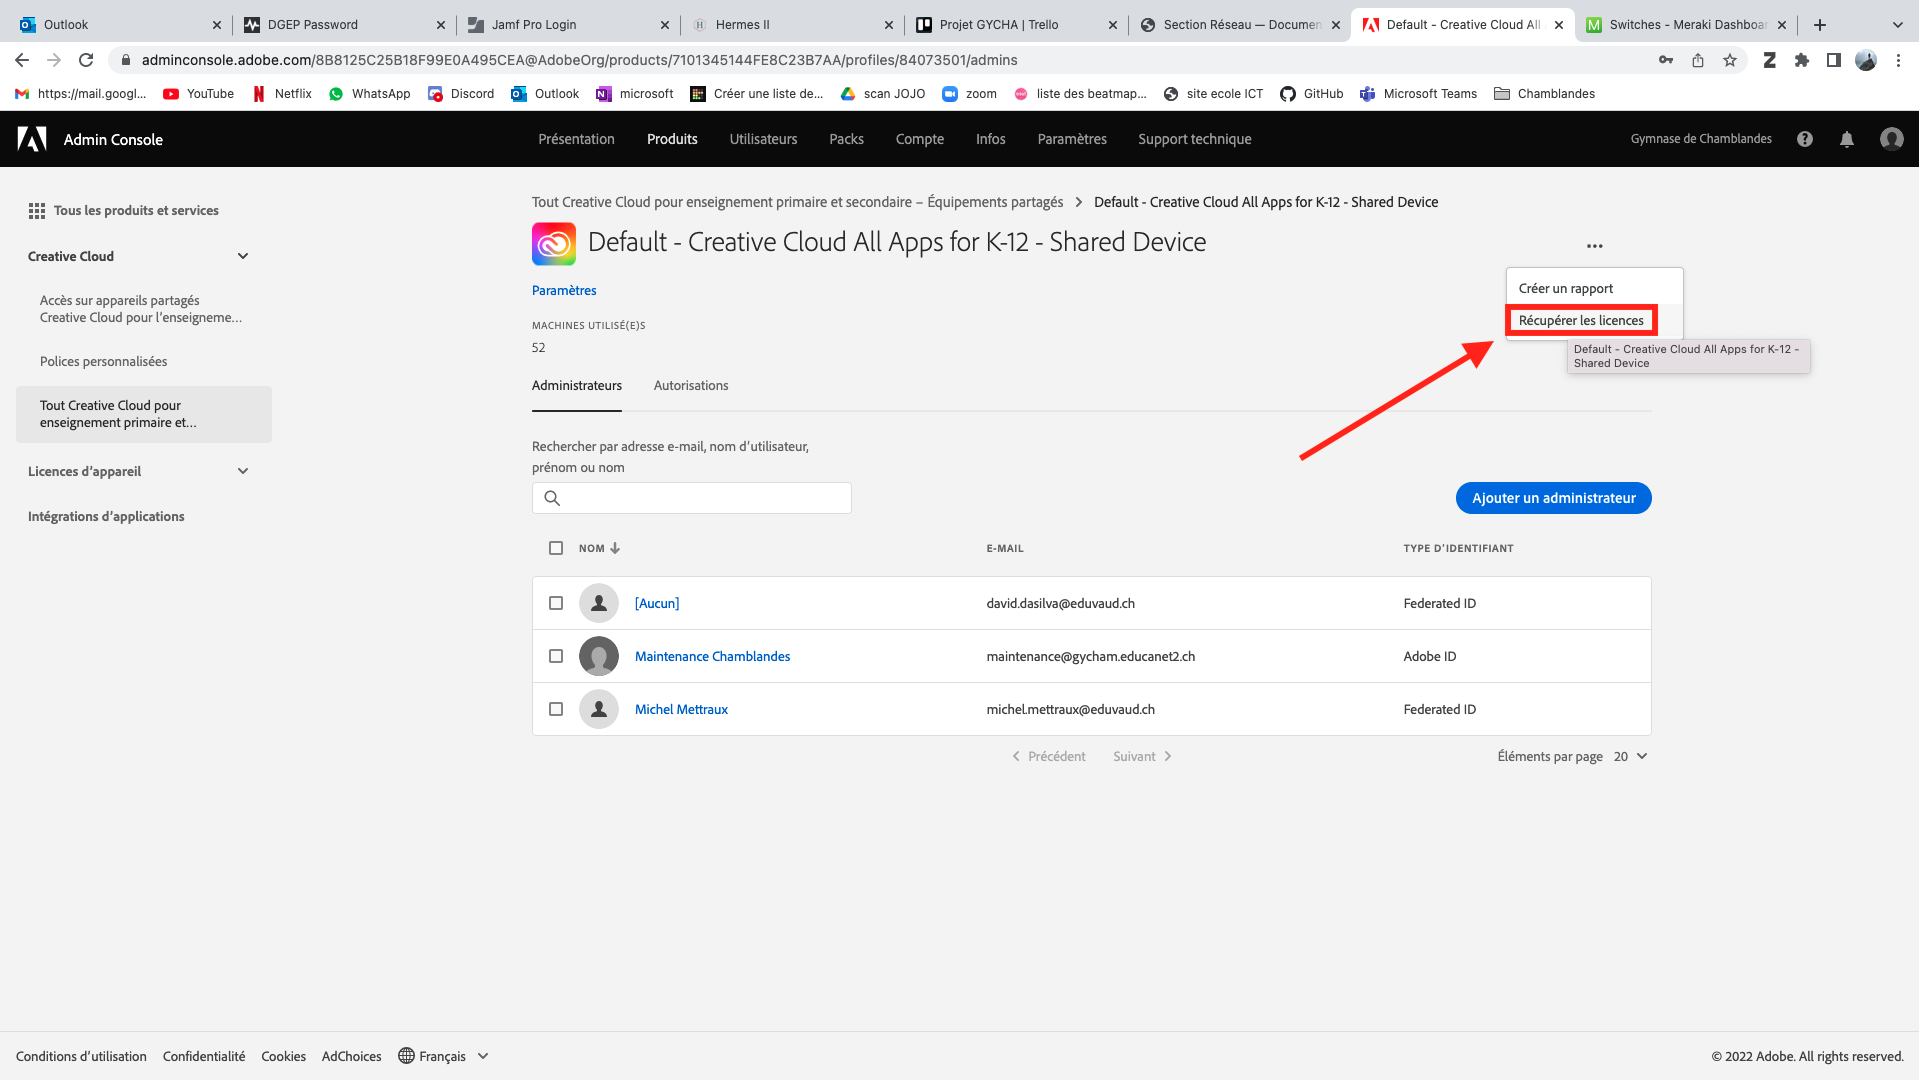 Outlook
DGEP Password
Jamf Pro Login
Hermes II
Projet GYCHA | Trello
Section Réseau — Documen
Default - Creative Cloud All
Switches - Meraki Dashboar
adminconsole.adobe.com/8B8125C25B18F99E0A495CEA@AdobeOrg/products/7101345144FE8C23B7AA/profiles/84073501/admins
https://mail.googl...
YouTube
Netflix
WhatsApp
Discord
Outlook
microsoft
Créer une liste de...
scan JOJO
zoom
liste des beatmap...
site ecole ICT
GitHub
Microsoft Teams
Chamblandes
Admin Console
Présentation
Produits
Utilisateurs
Packs
Compte
Infos
Paramètres
Support technique
Gymnase de Chamblandes
Tous les produits et services
Creative Cloud
Accès sur appareils partagés
Creative Cloud pour l’enseigneme…
Polices personnalisées
Tout Creative Cloud pour
enseignement primaire et…
Licences d’appareil
Intégrations d’applications
Tout Creative Cloud pour enseignement primaire et secondaire – Équipements partagés > Default - Creative Cloud All Apps for K-12 - Shared Device
Default - Creative Cloud All Apps for K-12 - Shared Device
Paramètres
MACHINES UTILISÉ(E)S
52
Créer un rapport
Récupérer les licences
Default - Creative Cloud All Apps for K-12 -
Shared Device
Administrateurs
Autorisations
Rechercher par adresse e-mail, nom d’utilisateur,
prénom ou nom
Ajouter un administrateur
NOM
E-MAIL
TYPE D’IDENTIFIANT
[Aucun]
david.dasilva@eduvaud.ch
Federated ID
Maintenance Chamblandes
maintenance@gycham.educanet2.ch
Adobe ID
Michel Mettraux
michel.mettraux@eduvaud.ch
Federated ID
Précédent
Suivant
Éléments par page 20
Conditions d’utilisation
Confidentialité
Cookies
AdChoices
Français
© 2022 Adobe. All rights reserved.